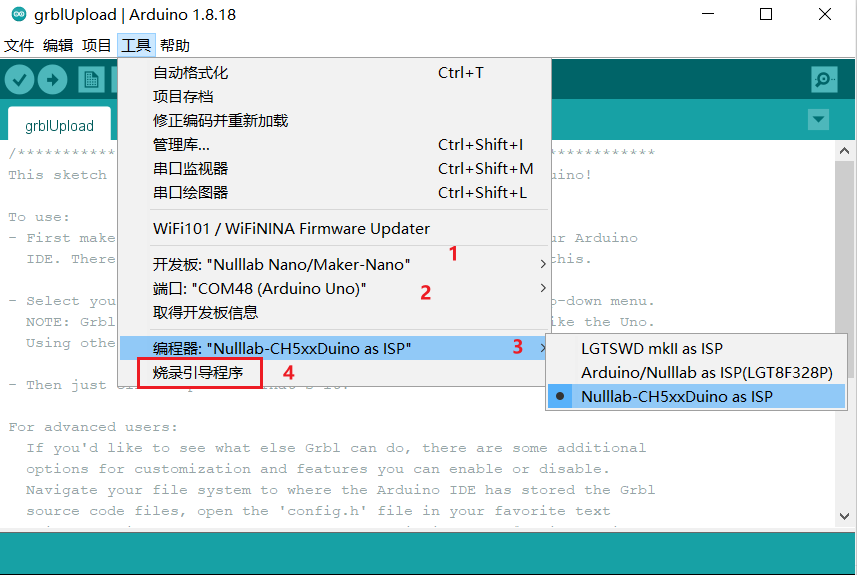 grblUpload | Arduino 1.8.18
文件 编辑 项目 工具 帮助
grblUpload
自动格式化 Ctrl+T
项目存档
修正编码并重新加载
管理库... Ctrl+Shift+I
串口监视器 Ctrl+Shift+M
串口绘图器 Ctrl+Shift+L
WiFi101 / WiFiNINA Firmware Updater
开发板: "Nulllab Nano/Maker-Nano" 1
端口: "COM48 (Arduino Uno)" 2
取得开发板信息
编程器: "Nulllab-CH5xxDuino as ISP" 3
烧录引导程序 4
LGTSWD mkII as ISP
Arduino/Nulllab as ISP(LGT8F328P)
Nulllab-CH5xxDuino as ISP
/***********
***********
This sketch
uino!
To use:
- First make
ur Arduino
IDE. There
this.
- Select you
o-down menu.
NOTE: Grbl
ike the Uno.
Using othe
- Then just
For advanced users:
If you'd like to see what else Grbl can do, there are some additional
options for customization and features you can enable or disable.
Navigate your file system to where the Arduino IDE has stored the Grbl
source code files, open the 'config.h' file in your favorite text